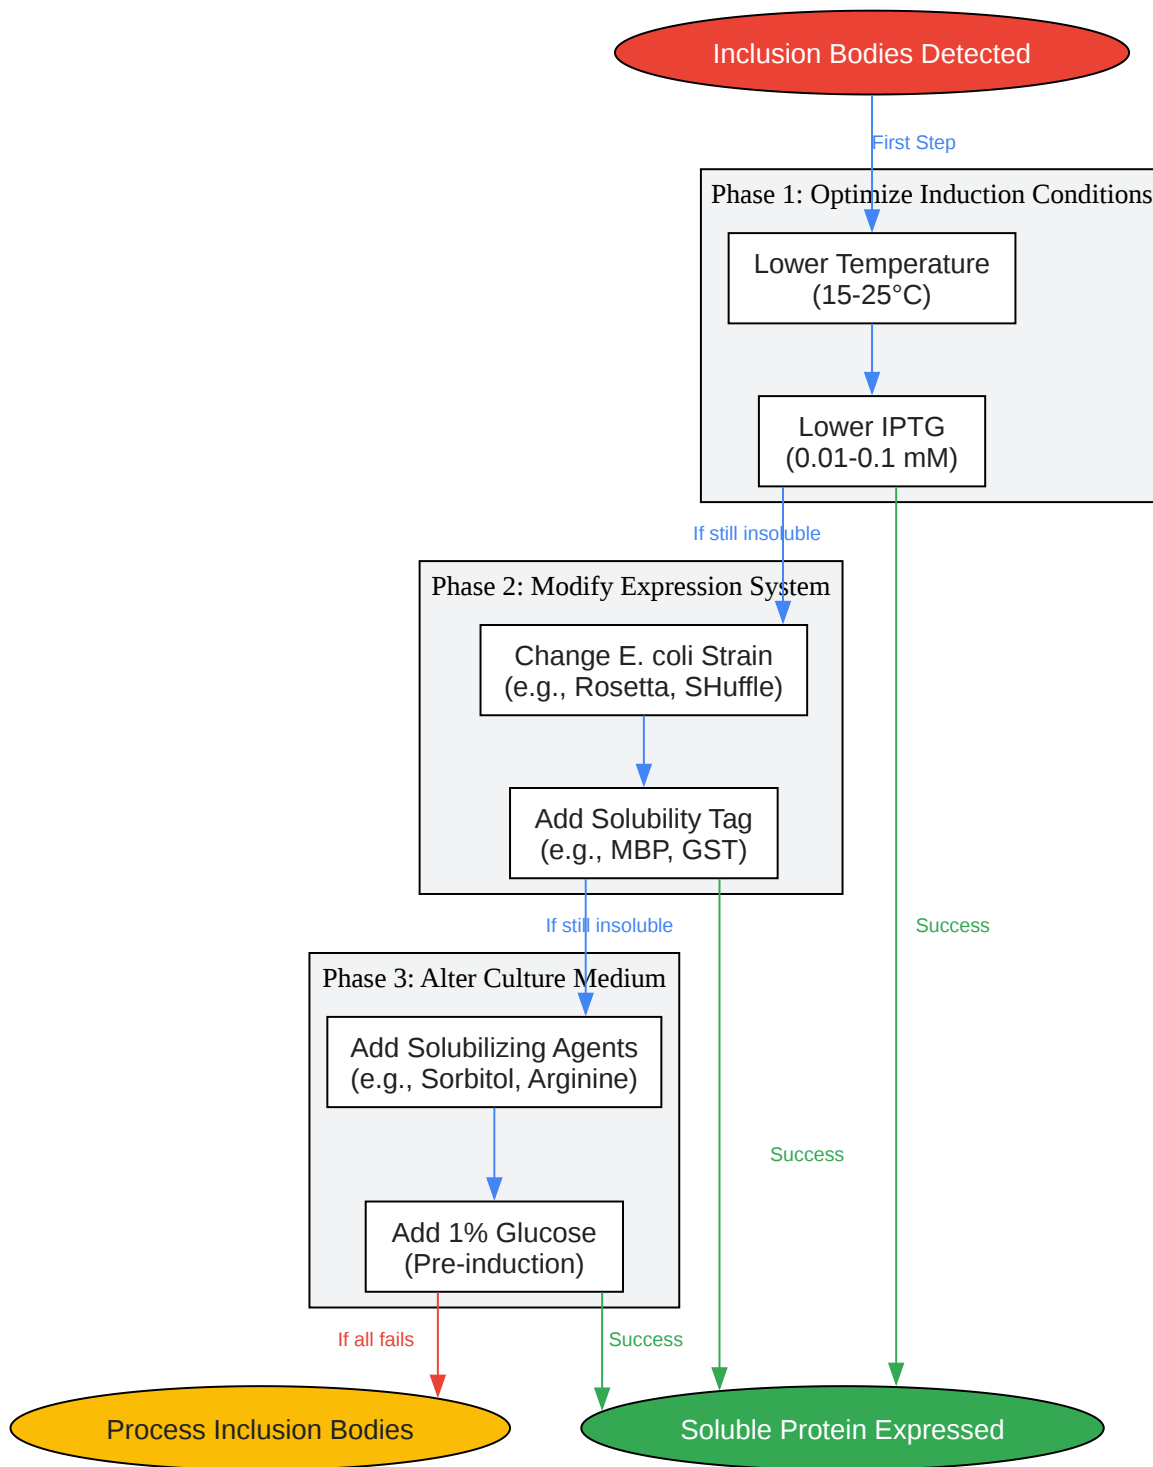 Inclusion Bodies Detected
First Step
Phase 1: Optimize Induction Conditions
Lower Temperature
(15-25°C)
Lower IPTG
(0.01-0.1 mM)
If still insoluble
Phase 2: Modify Expression System
Change E. coli Strain
(e.g., Rosetta, SHuffle)
Add Solubility Tag
(e.g., MBP, GST)
If still insoluble
Success
Phase 3: Alter Culture Medium
Add Solubilizing Agents
(e.g., Sorbitol, Arginine)
Success
Add 1% Glucose
(Pre-induction)
If all fails
Success
Process Inclusion Bodies
Soluble Protein Expressed